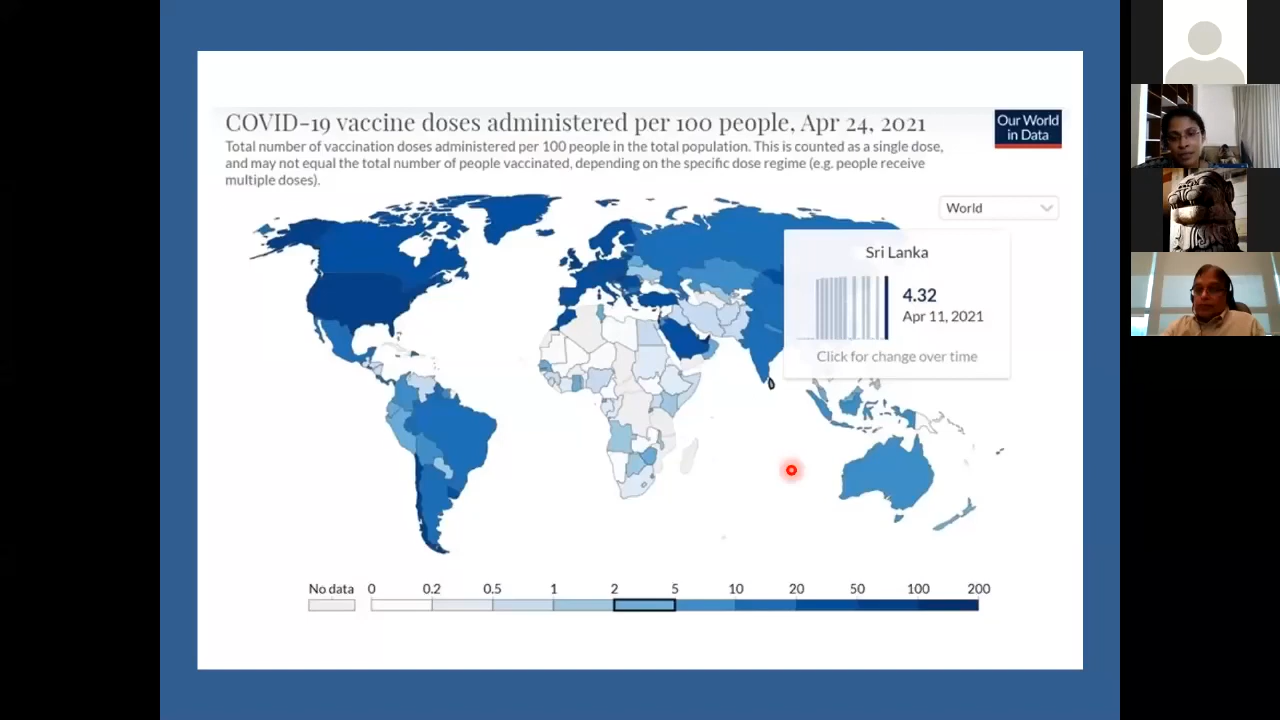 COVID-19 vaccine doses administered per 100 people, Apr 24, 2021
Our World
in Data
Total number of vaccination doses administered per 100 people in the total population. This is counted as a single dose,
and may not equal the total number of people vaccinated, depending on the specific dose regime (e.g. people receive
multiple doses).
World
Sri Lanka
4.32
Apr 11, 2021
Click for change over time
No data 0 0.2 0.5 1 2 5 10 20 50 100 200